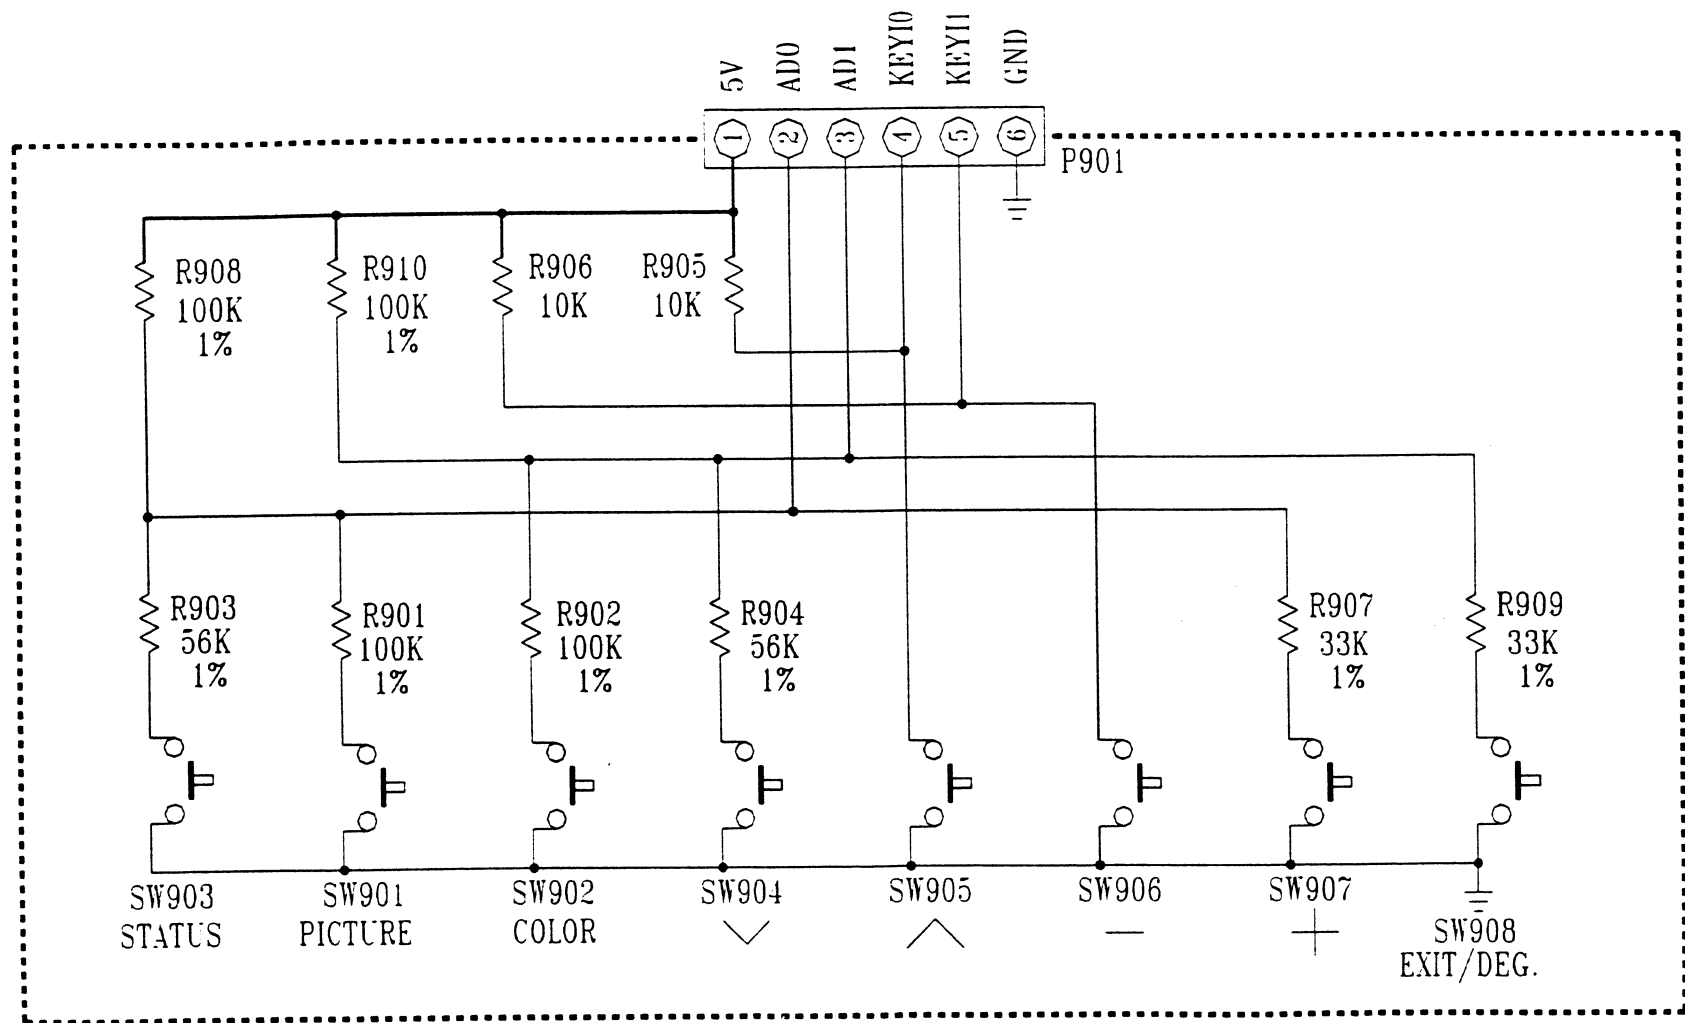 5V
AD0
AD1
KEYI0
KEYI1
GND
1
2
3
4
5
6
P901
R908
100K
1%
R910
100K
1%
R906
10K
R905
10K
R903
56K
1%
R901
100K
1%
R902
100K
1%
R904
56K
1%
R907
33K
1%
R909
33K
1%
SW903
STATUS
SW901
PICTURE
SW902
COLOR
SW904
SW905
SW906
—
SW907
+
SW908
EXIT/DEG.